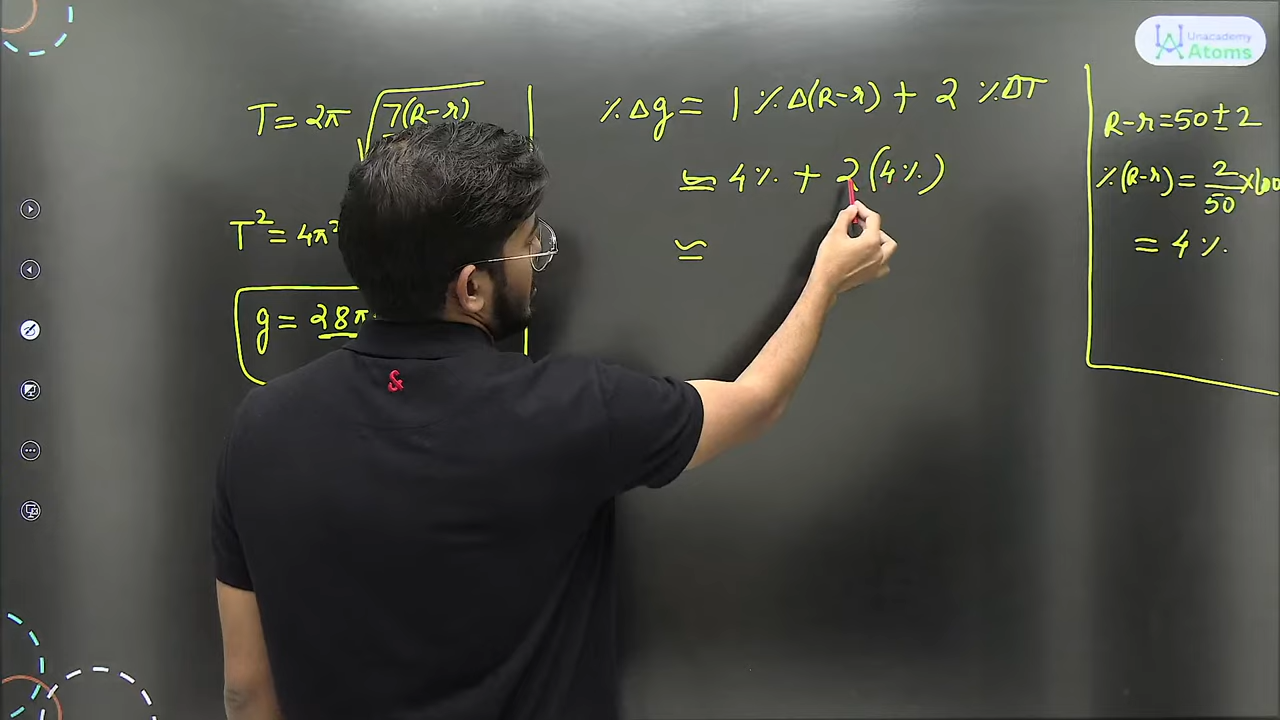 Unacademy
Atoms
T = 2π √7(R-r)
T² = 4π²
g = 28π
% Δg = 1 % Δ(R-r) + 2 % ΔT
≃ 4 % + 2 (4 %)
≃
R-r = 50 ± 2
% (R-r) = 2/50 × 100
= 4 %
&